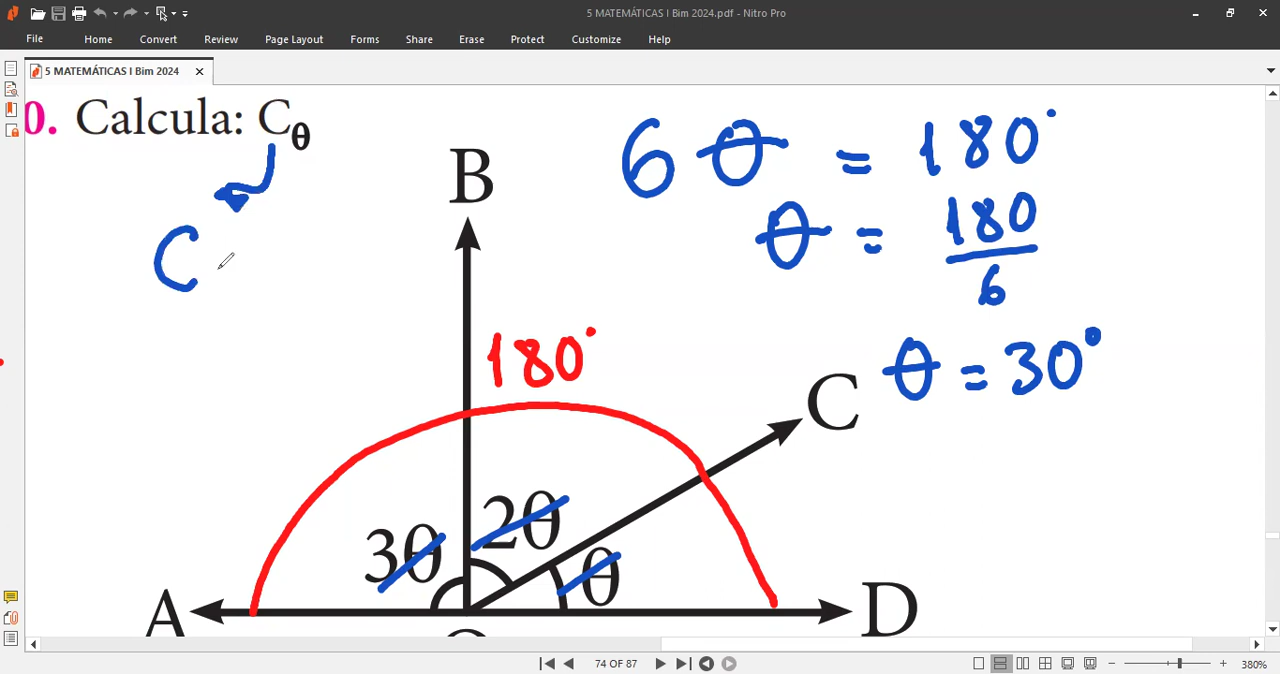 5 MATEMÁTICAS I Bim 2024.pdf - Nitro Pro
File Home Convert Review Page Layout Forms Share Erase Protect Customize Help
5 MATEMÁTICAS I Bim 2024
0. Calcula: Cθ
C
6θ = 180°
θ = 180/6
θ = 30°
B
180°
C
3θ 2θ θ
A D
74 OF 87
380%